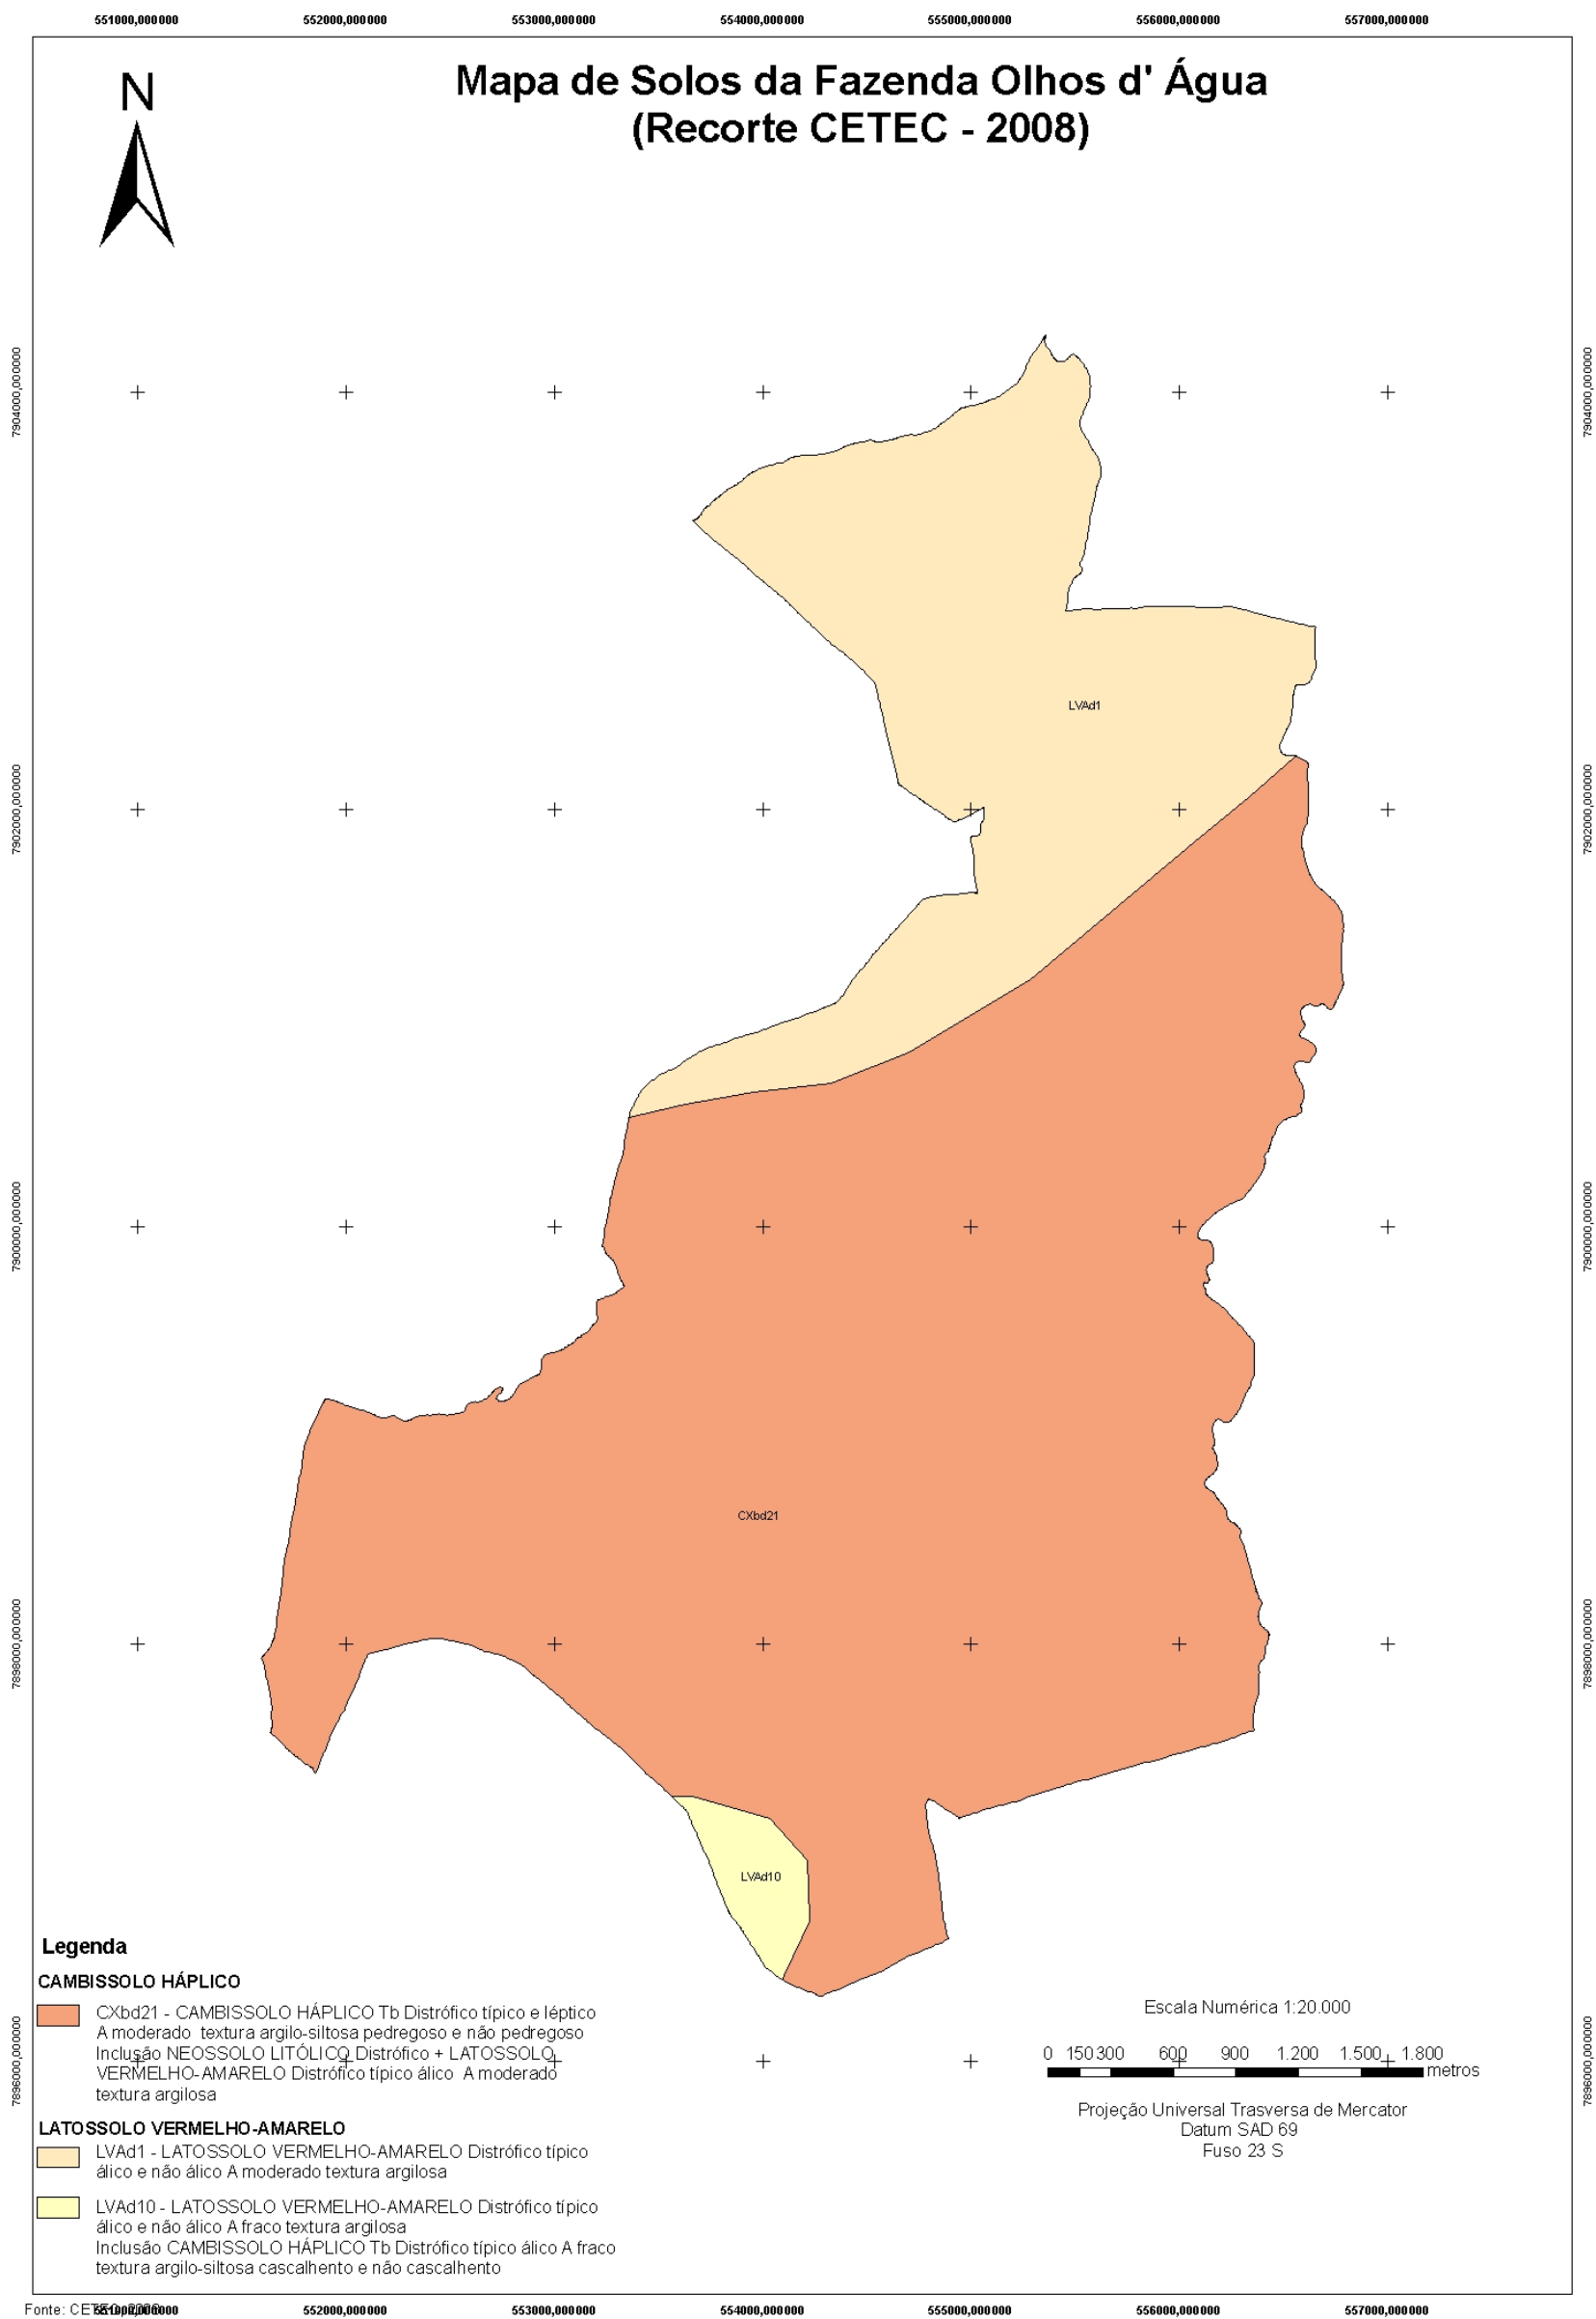 551000,000000 552000,000000 553000,000000 554000,000000 555000,000000 556000,000000 557000,000000
Mapa de Solos da Fazenda Olhos d' Água
(Recorte CETEC - 2008)
N
7904000,000000 7904000,000000
LVAd1
7902000,000000 7902000,000000
7900000,000000 7900000,000000
CXbd21
7898000,000000 7898000,000000
LVAd10
Legenda
CAMBISSOLO HÁPLICO
CXbd21 - CAMBISSOLO HÁPLICO Tb Distrófico típico e léptico
A moderado textura argilo-siltosa pedregoso e não pedregoso
Inclusão NEOSSOLO LITÓLICO Distrófico + LATOSSOLO
VERMELHO-AMARELO Distrófico típico álico A moderado
textura argilosa
LATOSSOLO VERMELHO-AMARELO
LVAd1 - LATOSSOLO VERMELHO-AMARELO Distrófico típico
álico e não álico A moderado textura argilosa
LVAd10 - LATOSSOLO VERMELHO-AMARELO Distrófico típico
álico e não álico A fraco textura argilosa
Inclusão CAMBISSOLO HÁPLICO Tb Distrófico típico álico A fraco
textura argilo-siltosa cascalhento e não cascalhento
Escala Numérica 1:20.000
0 150 300 600 900 1.200 1.500 1.800
metros
Projeção Universal Trasversa de Mercator
Datum SAD 69
Fuso 23 S
7896000,000000 7896000,000000
Fonte: CETEC, 2008
551000,000000 552000,000000 553000,000000 554000,000000 555000,000000 556000,000000 557000,000000